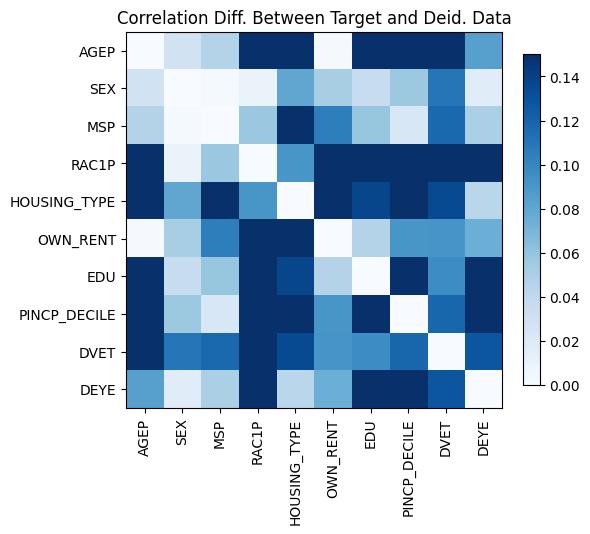 Correlation Diff. Between Target and Deid. Data
AGEP
SEX
MSP
RAC1P
HOUSING_TYPE
OWN_RENT
EDU
PINCP_DECILE
DVET
DEYE
AGEP
SEX
MSP
RAC1P
HOUSING_TYPE
OWN_RENT
EDU
PINCP_DECILE
DVET
DEYE
0.14
0.12
0.10
0.08
0.06
0.04
0.02
0.00